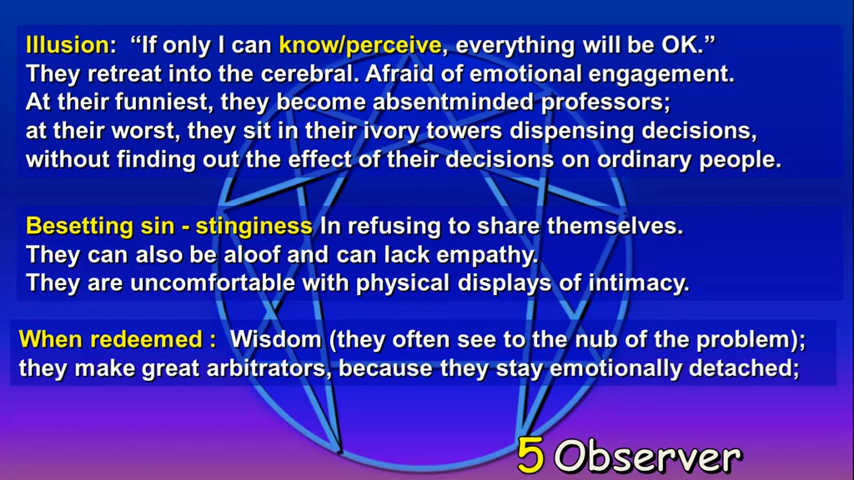 Illusion:  “If only I can know/perceive, everything will be OK.”
They retreat into the cerebral. Afraid of emotional engagement.
At their funniest, they become absentminded professors;
at their worst, they sit in their ivory towers dispensing decisions,
without finding out the effect of their decisions on ordinary people.
Besetting sin - stinginess In refusing to share themselves.
They can also be aloof and can lack empathy.
They are uncomfortable with physical displays of intimacy.
When redeemed :  Wisdom (they often see to the nub of the problem);
they make great arbitrators, because they stay emotionally detached;
5 Observer